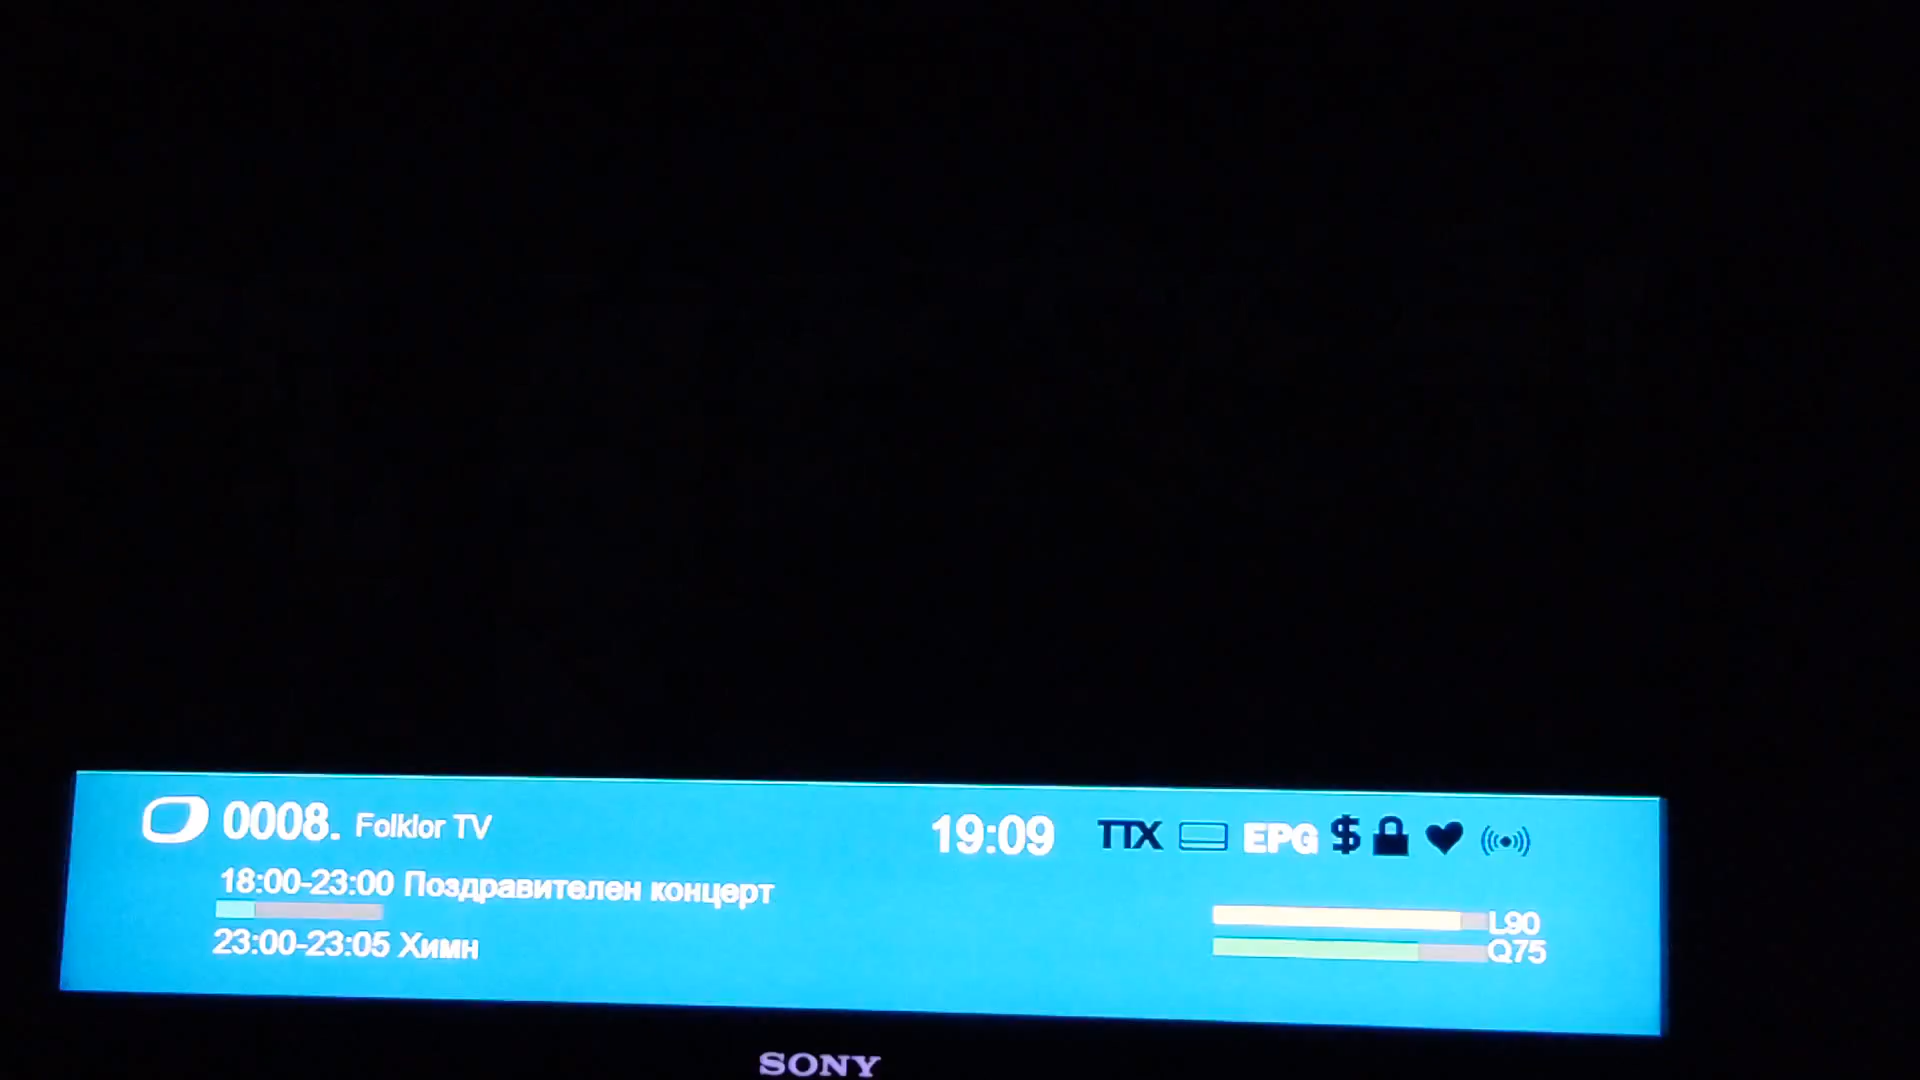 0008. Folklor TV 19:09 TTX EPG $
18:00-23:00 Поздравителен концерт
L90
23:00-23:05 Химн
Q75
SONY